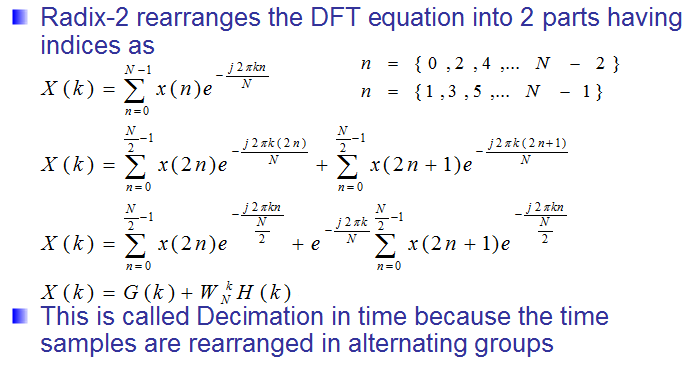 Radix-2 rearranges the DFT equation into 2 parts having
indices as
X(k) = \sum_{n=0}^{N-1} x(n) e^{-\frac{j2\pi kn}{N}}    n = {0 ,2 ,4 ,... N − 2}
n = {1 ,3 ,5 ,... N − 1}
X(k) = \sum_{n=0}^{\frac{N}{2}-1} x(2n) e^{-\frac{j2\pi k(2n)}{N}} + \sum_{n=0}^{\frac{N}{2}-1} x(2n+1) e^{-\frac{j2\pi k(2n+1)}{N}}
X(k) = \sum_{n=0}^{\frac{N}{2}-1} x(2n) e^{-\frac{j2\pi kn}{\frac{N}{2}}} + e^{-\frac{j2\pi k}{N}} \sum_{n=0}^{\frac{N}{2}-1} x(2n+1) e^{-\frac{j2\pi kn}{\frac{N}{2}}}
X(k) = G(k) + W_N^k H(k)
This is called Decimation in time because the time
samples are rearranged in alternating groups